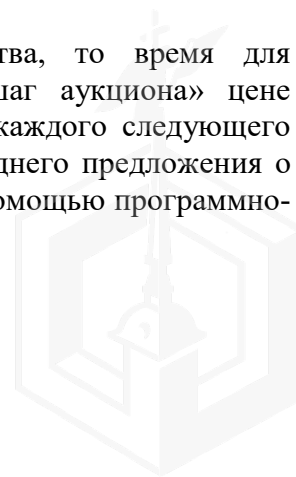 тва, то время для
шаг аукциона» цене
каждого следующего
днего предложения о
омощью программно-